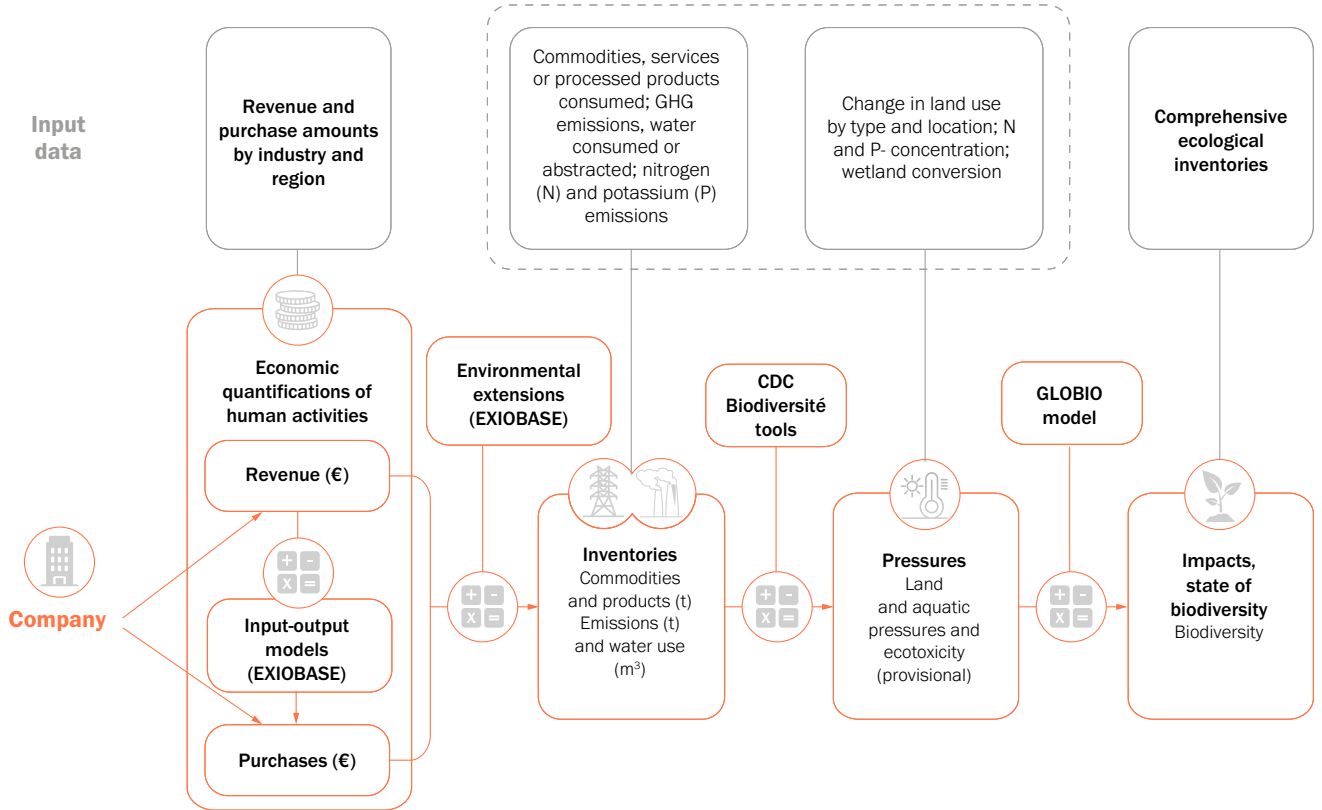 Input
data
Revenue and
purchase amounts
by industry and
region
Commodities, services
or processed products
consumed; GHG
emissions, water
consumed or
abstracted; nitrogen
(N) and potassium (P)
emissions
Change in land use
by type and location; N
and P- concentration;
wetland conversion
Comprehensive
ecological
inventories
Company
Economic
quantifications of
human activities
Revenue (€)
+ − x =
Input-output
models
(EXIOBASE)
Purchases (€)
Environmental
extensions
(EXIOBASE)
+ − x =
Inventories
Commodities
and products (t)
Emissions (t)
and water use
(m³)
CDC
Biodiversité
tools
+ − x =
Pressures
Land
and aquatic
pressures and
ecotoxicity
(provisional)
GLOBIO
model
+ − x =
Impacts,
state of
biodiversity
Biodiversity